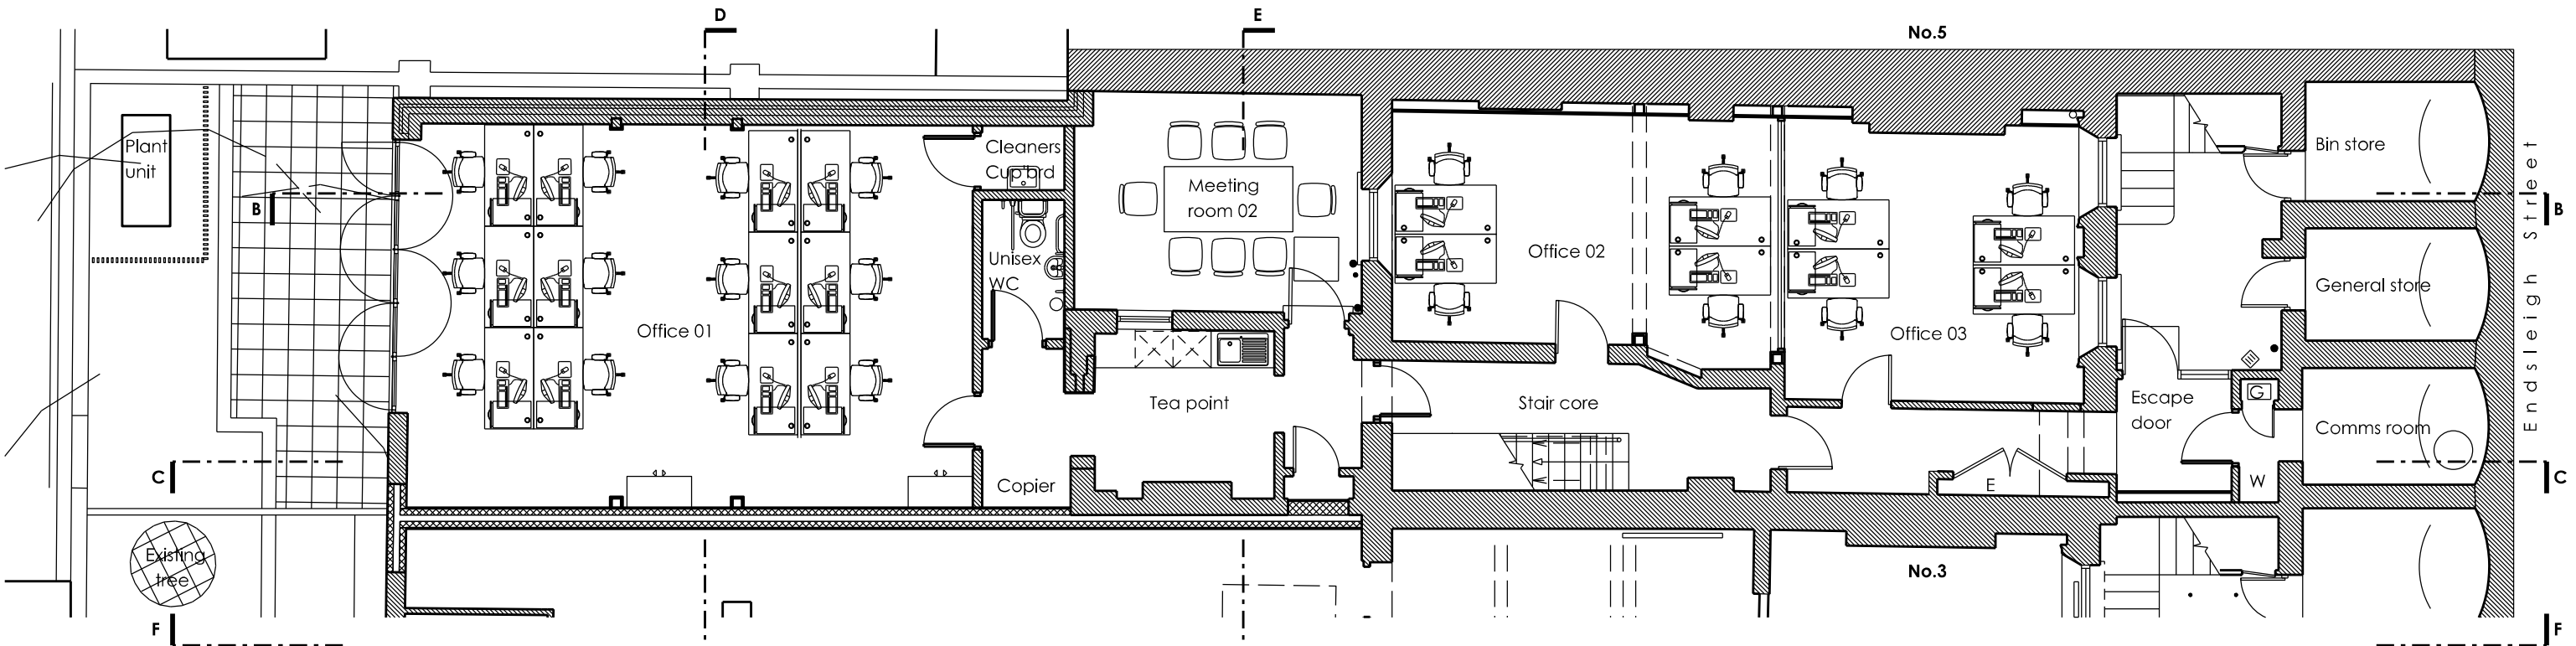 D
E
No.5
Plant
unit
Cleaners
Cup'brd
Bin store
Endsleigh Street
Meeting
room 02
B
B
Office 02
Unisex
WC
General store
Office 01
Office 03
Tea point
Stair core
Escape
door
G
Comms room
C
C
Copier
E
W
Existing
tree
No.3
F
F